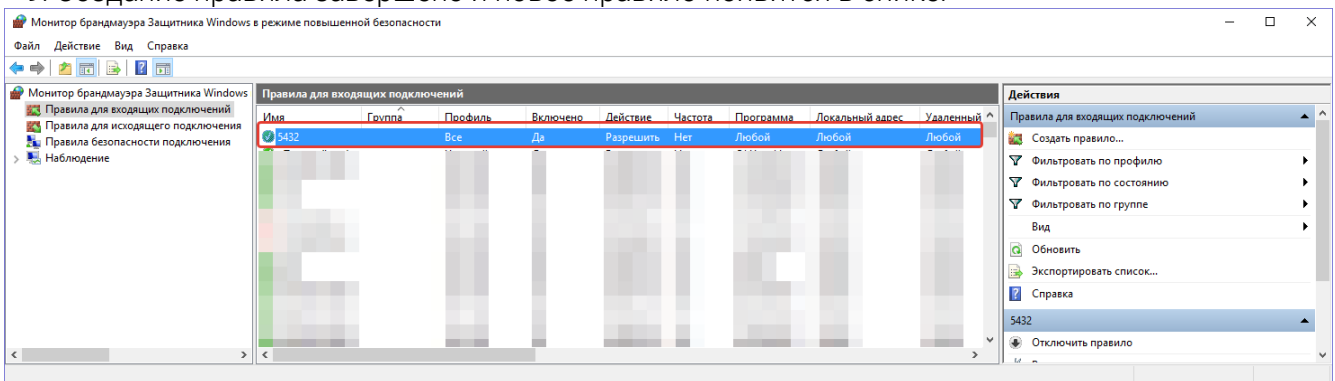 Монитор брандмауэра Защитника Windows в режиме повышенной безопасности
Файл Действие Вид Справка
Монитор брандмауэра Защитника Windows
Правила для входящих подключений
Правила для исходящего подключения
Правила безопасности подключения
Наблюдение
Правила для входящих подключений
Имя Группа Профиль Включено Действие Частота Программа Локальный адрес Удаленный
5432 Все Да Разрешить Нет Любой Любой Любой
Действия
Правила для входящих подключений
Создать правило...
Фильтровать по профилю
Фильтровать по состоянию
Фильтровать по группе
Вид
Обновить
Экспортировать список...
Справка
5432
Отключить правило